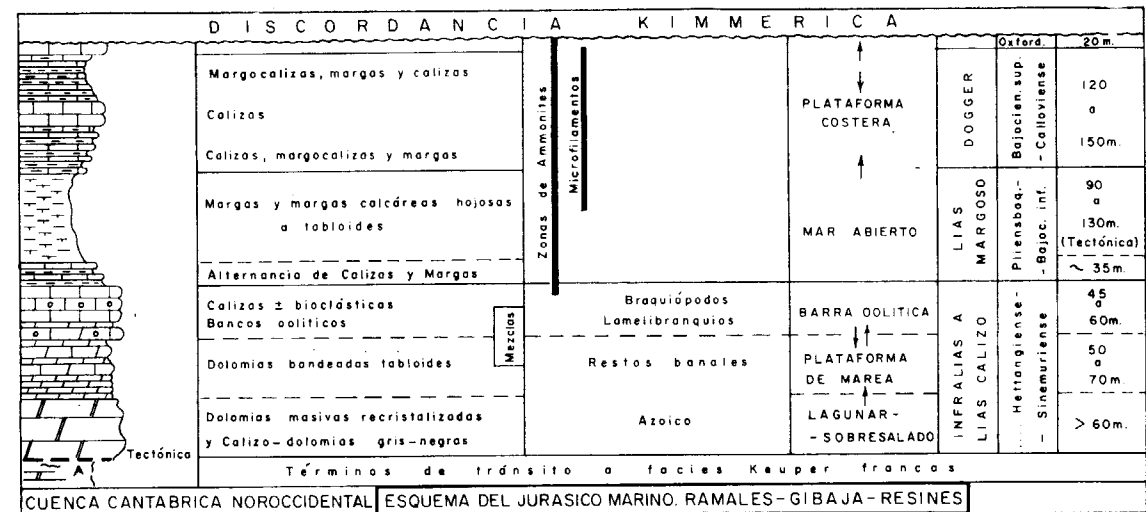 DISCORDANCIA KIMMERICA
Oxford. 20 m.
Margocalizas, margas y calizas
Calizas
Calizas, margocalizas y margas
Zonas de Ammonites
Microfilamentos
PLATAFORMA
COSTERA
DOGGER
Bajocien. sup.
- Calloviense
120
a
150m.
Margas y margas calcáreas hojosas
a tabloides
Alternancia de Calizas y Margas
MAR ABIERTO
LIAS
MARGOSO
Pliensbaq.-
- Bajoc. inf.
90
a
130m.
(Tectónica)
~ 35m.
Calizas ± bioclásticas
Bancos oolíticos
Mezclas
Braquiópodos
Lamelibranquios
BARRA OOLITICA
45
a
60m.
Dolomias bandeadas tabloides
Restos banales
PLATAFORMA
DE MAREA
50
a
70m.
Dolomias masivas recristalizadas
y Calizo-dolomias gris-negras
Azoico
LAGUNAR-
-SOBRESALADO
INFRALIAS A
LIAS CALIZO
Hettangiense-
- Sinemuriense
> 60m.
Tectónica
A
Términos de tránsito a facies Keuper francas
CUENCA CANTABRICA NOROCCIDENTAL
ESQUEMA DEL JURASICO MARINO. RAMALES-GIBAJA-RESINES